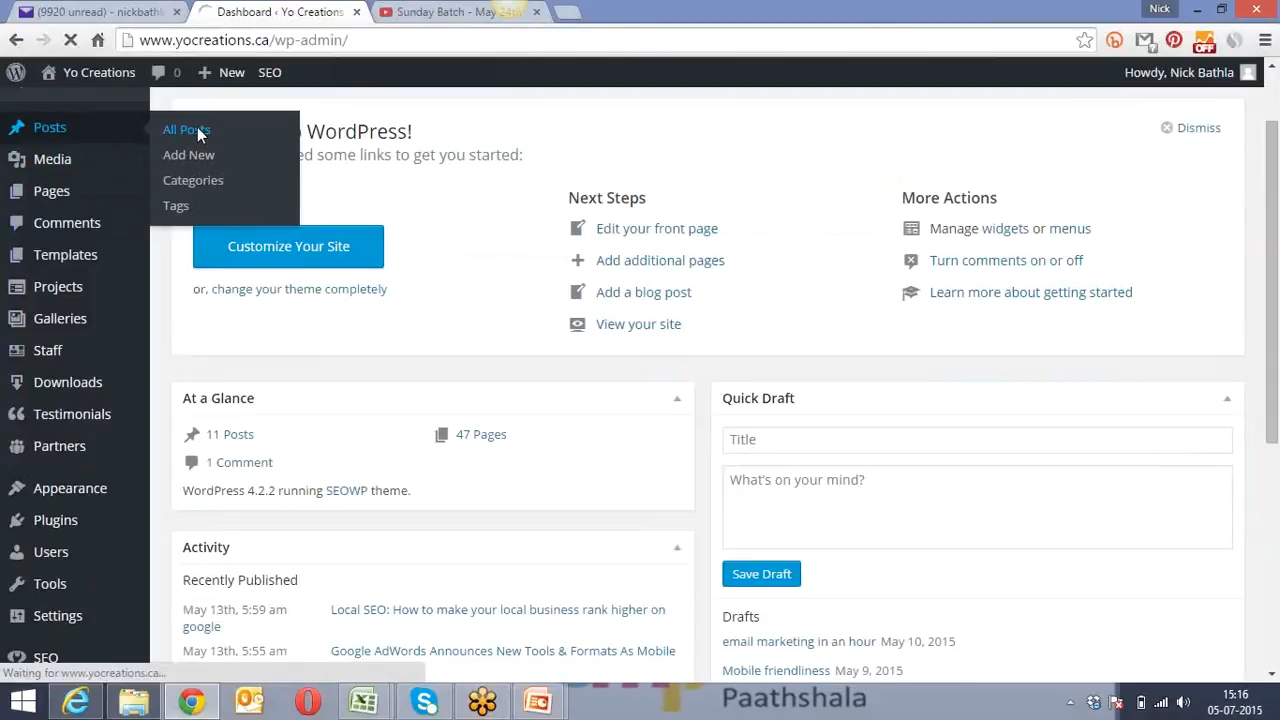 (9920 unread) - nickbathl
Dashboard ‹ Yo Creations
Sunday Batch - May 24th
Nick
www.yocreations.ca/wp-admin/
OFF
Yo Creations
0
New
SEO
Howdy, Nick Bathla
Posts
Media
Pages
Comments
Templates
Projects
Galleries
Staff
Downloads
Testimonials
Partners
Appearance
Plugins
Users
Tools
Settings
SEO
All Posts
Add New
Categories
Tags
WordPress!
some links to get you started:
Dismiss
Customize Your Site
or, change your theme completely
Next Steps
Edit your front page
Add additional pages
Add a blog post
View your site
More Actions
Manage widgets or menus
Turn comments on or off
Learn more about getting started
At a Glance
11 Posts
47 Pages
1 Comment
WordPress 4.2.2 running SEOWP theme.
Activity
Recently Published
May 13th, 5:59 am
Local SEO: How to make your local business rank higher on
google
May 13th, 5:55 am
Google AdWords Announces New Tools & Formats As Mobile
Quick Draft
Title
What's on your mind?
Save Draft
Drafts
email marketing in an hour May 10, 2015
Mobile friendliness May 9, 2015
Waiting for www.yocreations.ca...
Paathshala
15:16
05-07-2015